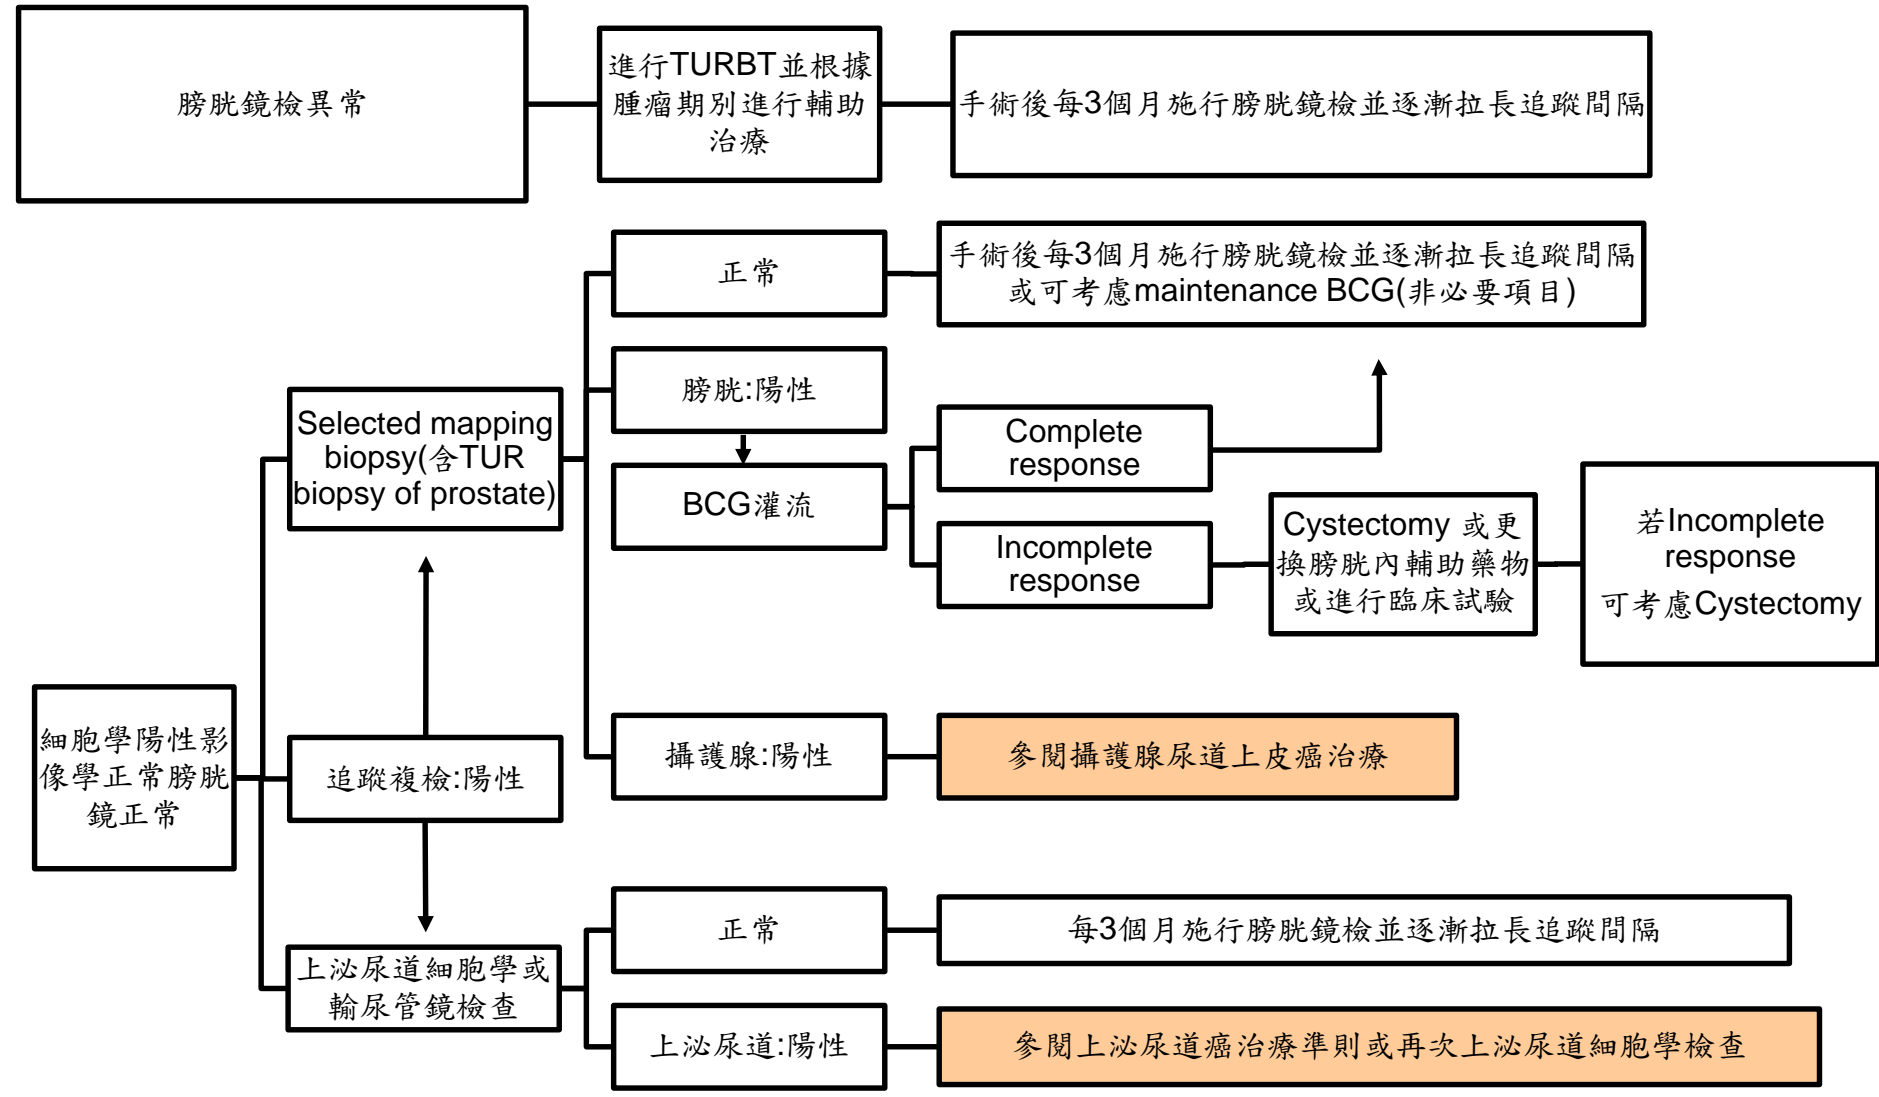 膀胱鏡檢異常
進行TURBT並根據
腫瘤期別進行輔助
治療
手術後每3個月施行膀胱鏡檢並逐漸拉長追蹤間隔
正常
手術後每3個月施行膀胱鏡檢並逐漸拉長追蹤間隔
或可考慮maintenance BCG(非必要項目)
Selected mapping
biopsy(含TUR
biopsy of prostate)
膀胱:陽性
BCG灌流
Complete
response
Incomplete
response
Cystectomy 或更
換膀胱內輔助藥物
或進行臨床試驗
若Incomplete
response
可考慮Cystectomy
細胞學陽性影
像學正常膀胱
鏡正常
追蹤複檢:陽性
攝護腺:陽性
參閱攝護腺尿道上皮癌治療
上泌尿道細胞學或
輸尿管鏡檢查
正常
每3個月施行膀胱鏡檢並逐漸拉長追蹤間隔
上泌尿道:陽性
參閱上泌尿道癌治療準則或再次上泌尿道細胞學檢查